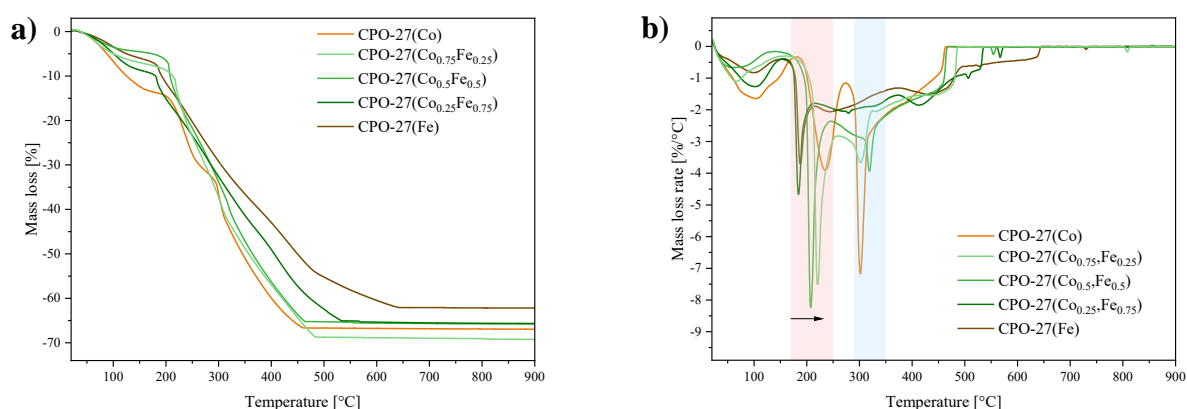 a)
0
-10
-20
-30
-40
-50
-60
-70
Mass loss [%]
100 200 300 400 500 600 700 800 900
Temperature [°C]
CPO-27(Co)
CPO-27(Co0.75Fe0.25)
CPO-27(Co0.5Fe0.5)
CPO-27(Co0.25Fe0.75)
CPO-27(Fe)
b)
0
-1
-2
-3
-4
-5
-6
-7
-8
-9
Mass loss rate [%/°C]
100 200 300 400 500 600 700 800 900
Temperature [°C]
CPO-27(Co)
CPO-27(Co0.75,Fe0.25)
CPO-27(Co0.5,Fe0.5)
CPO-27(Co0.25,Fe0.75)
CPO-27(Fe)